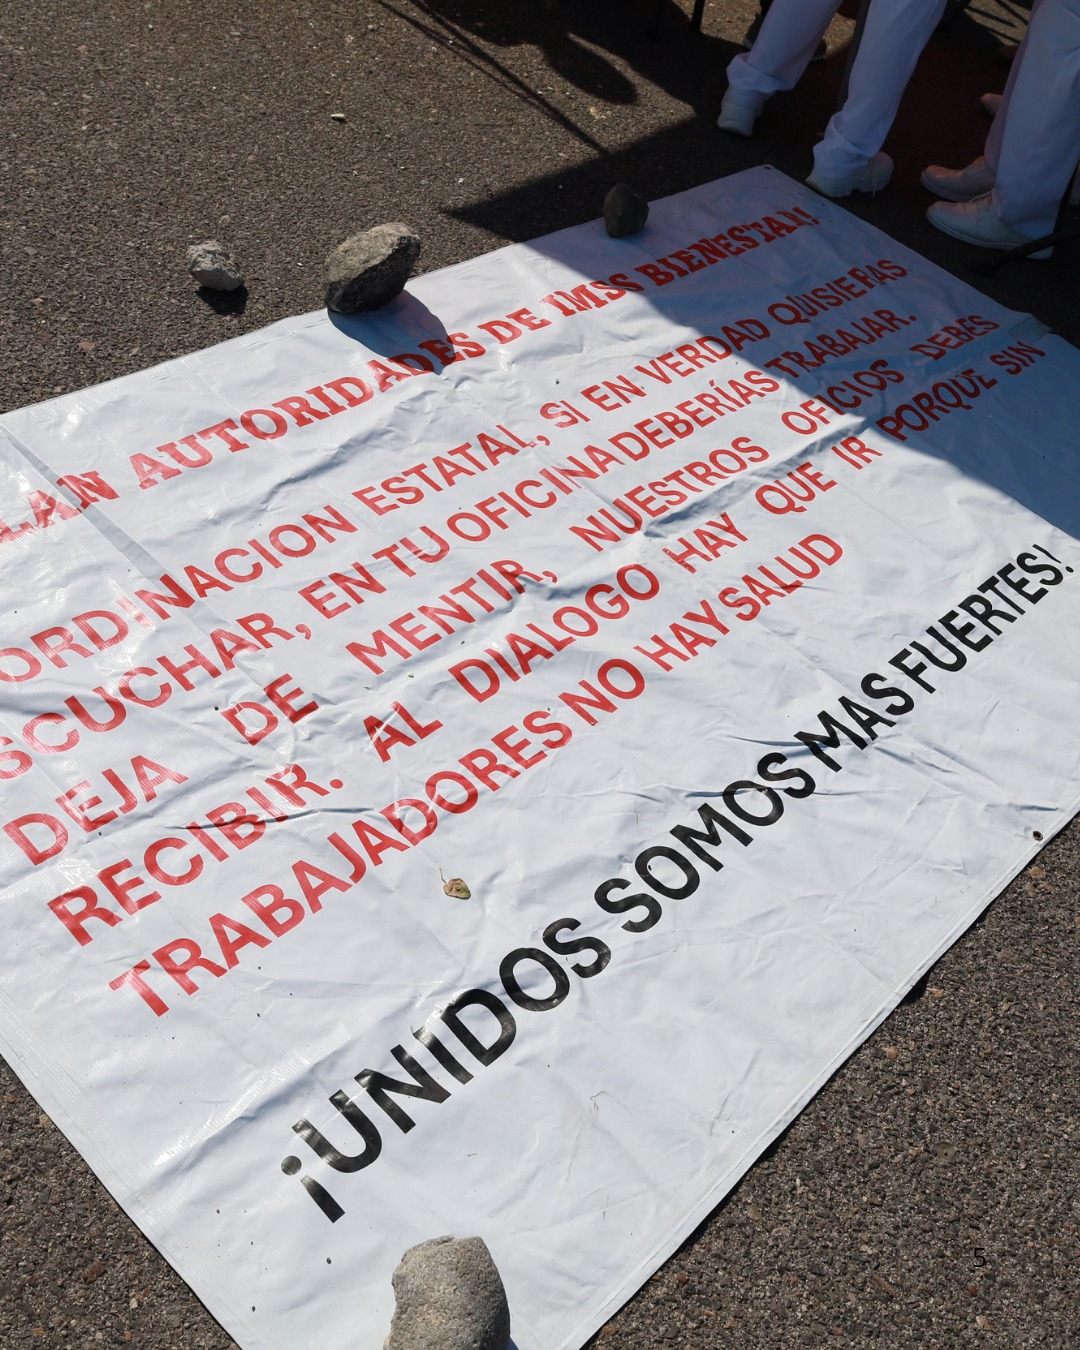 LAN AUTORIDADES DE IMSS BIENESTAR!
ORDINACION ESTATAL, SI EN VERDAD QUISIERAS
SCUCHAR, EN TU OFICINA DEBERÍAS TRABAJAR.
DEJA DE MENTIR, NUESTROS OFICIOS DEBES
RECIBIR. AL DIALOGO HAY QUE IR PORQUE SIN
TRABAJADORES NO HAY SALUD
¡UNIDOS SOMOS MAS FUERTES!
5